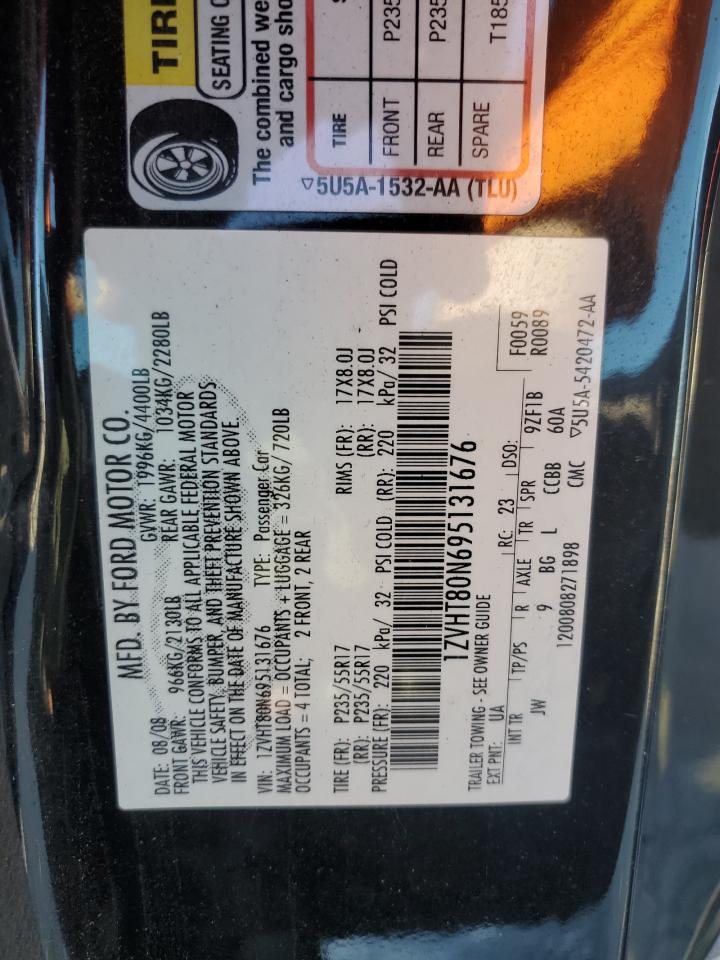 TIRE
SEATING C
The combined we
and cargo sho
TIRE
FRONT P235
REAR P235
SPARE T185
▽5U5A-1532-AA (TLU)
MFD. BY FORD MOTOR CO.
DATE: 08/08 GVWR: 1996KG/4400LB
FRONT GAWR: 966KG/2130LB REAR GAWR: 1034KG/2280LB
THIS VEHICLE CONFORMS TO ALL APPLICABLE FEDERAL MOTOR
VEHICLE SAFETY, BUMPER, AND THEFT PREVENTION STANDARDS
IN EFFECT ON THE DATE OF MANUFACTURE SHOWN ABOVE.
VIN: 1ZVHT80N695131676 TYPE: Passenger Car
MAXIMUM LOAD = OCCUPANTS + LUGGAGE = 326KG/ 720LB
OCCUPANTS = 4 TOTAL; 2 FRONT, 2 REAR
TIRE (FR): P235/55R17 RIMS (FR): 17X8.0J
(RR): P235/55R17 (RR): 17X8.0J
PRESSURE (FR): 220 kPa/ 32 PSI COLD (RR): 220 kPa/ 32 PSI COLD
1ZVHT80N695131676
TRAILER TOWING - SEE OWNER GUIDE
EXT PNT: UA RC: 23 DSO: F0059
R0089
INT TR TP/PS R AXLE TR SPR 9ZF1B
JW 9 BG L CCBB 60A
1200808271898 CMC ▽5U5A-5420472-AA